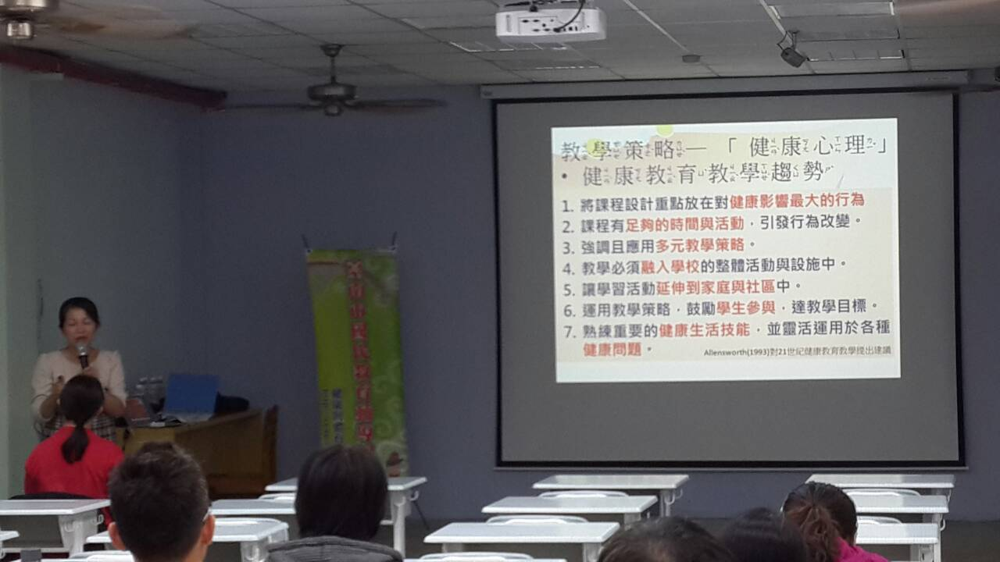 教學策略—「健康心理」
• 健康教育教學趨勢
1. 將課程設計重點放在對健康影響最大的行為
2. 課程有足夠的時間與活動，引發行為改變。
3. 強調且應用多元教學策略。
4. 教學必須融入學校的整體活動與設施中。
5. 讓學習活動延伸到家庭與社區中。
6. 運用教學策略，鼓勵學生參與，達教學目標。
7. 熟練重要的健康生活技能，並靈活運用於各種
健康問題。
Allensworth(1993)對21世紀健康教育教學提出建議